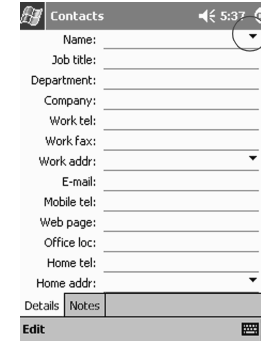 Contacts 5:37
Name:
Job title:
Department:
Company:
Work tel:
Work fax:
Work addr:
E-mail:
Mobile tel:
Web page:
Office loc:
Home tel:
Home addr:
Details Notes
Edit